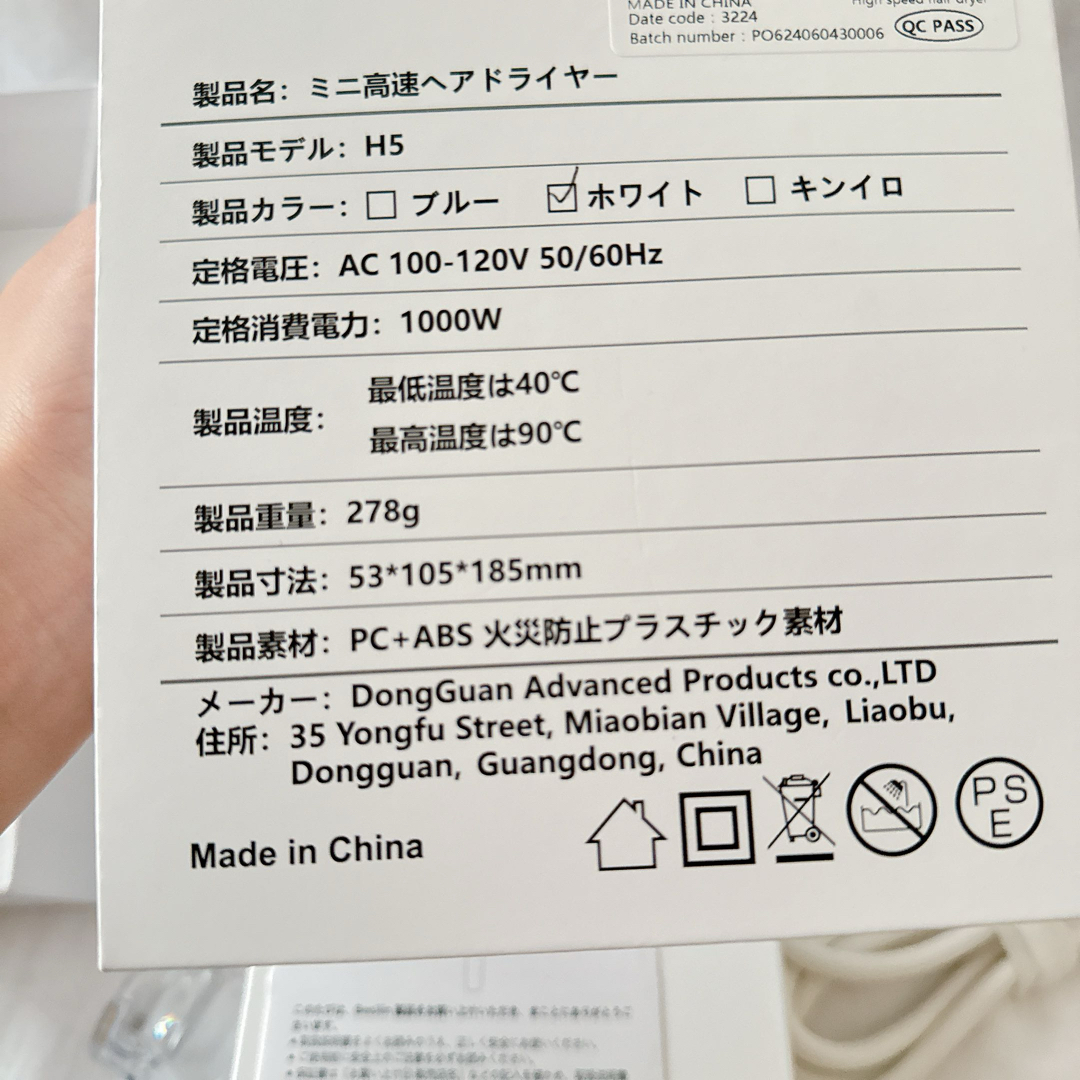 MADE IN CHINA High speed hair dryer
Date code : 3224
Batch number : PO624060430006 QC PASS
製品名：ミニ高速ヘアドライヤー
製品モデル：H5
製品カラー：□ ブルー ☑ ホワイト □ キンイロ
定格電圧：AC 100-120V 50/60Hz
定格消費電力：1000W
製品温度：最低温度は40℃
最高温度は90℃
製品重量：278g
製品寸法：53*105*185mm
製品素材：PC+ABS 火災防止プラスチック素材
メーカー：DongGuan Advanced Products co.,LTD
住所：35 Yongfu Street, Miaobian Village, Liaobu,
Dongguan, Guangdong, China
Made in China
PS
E